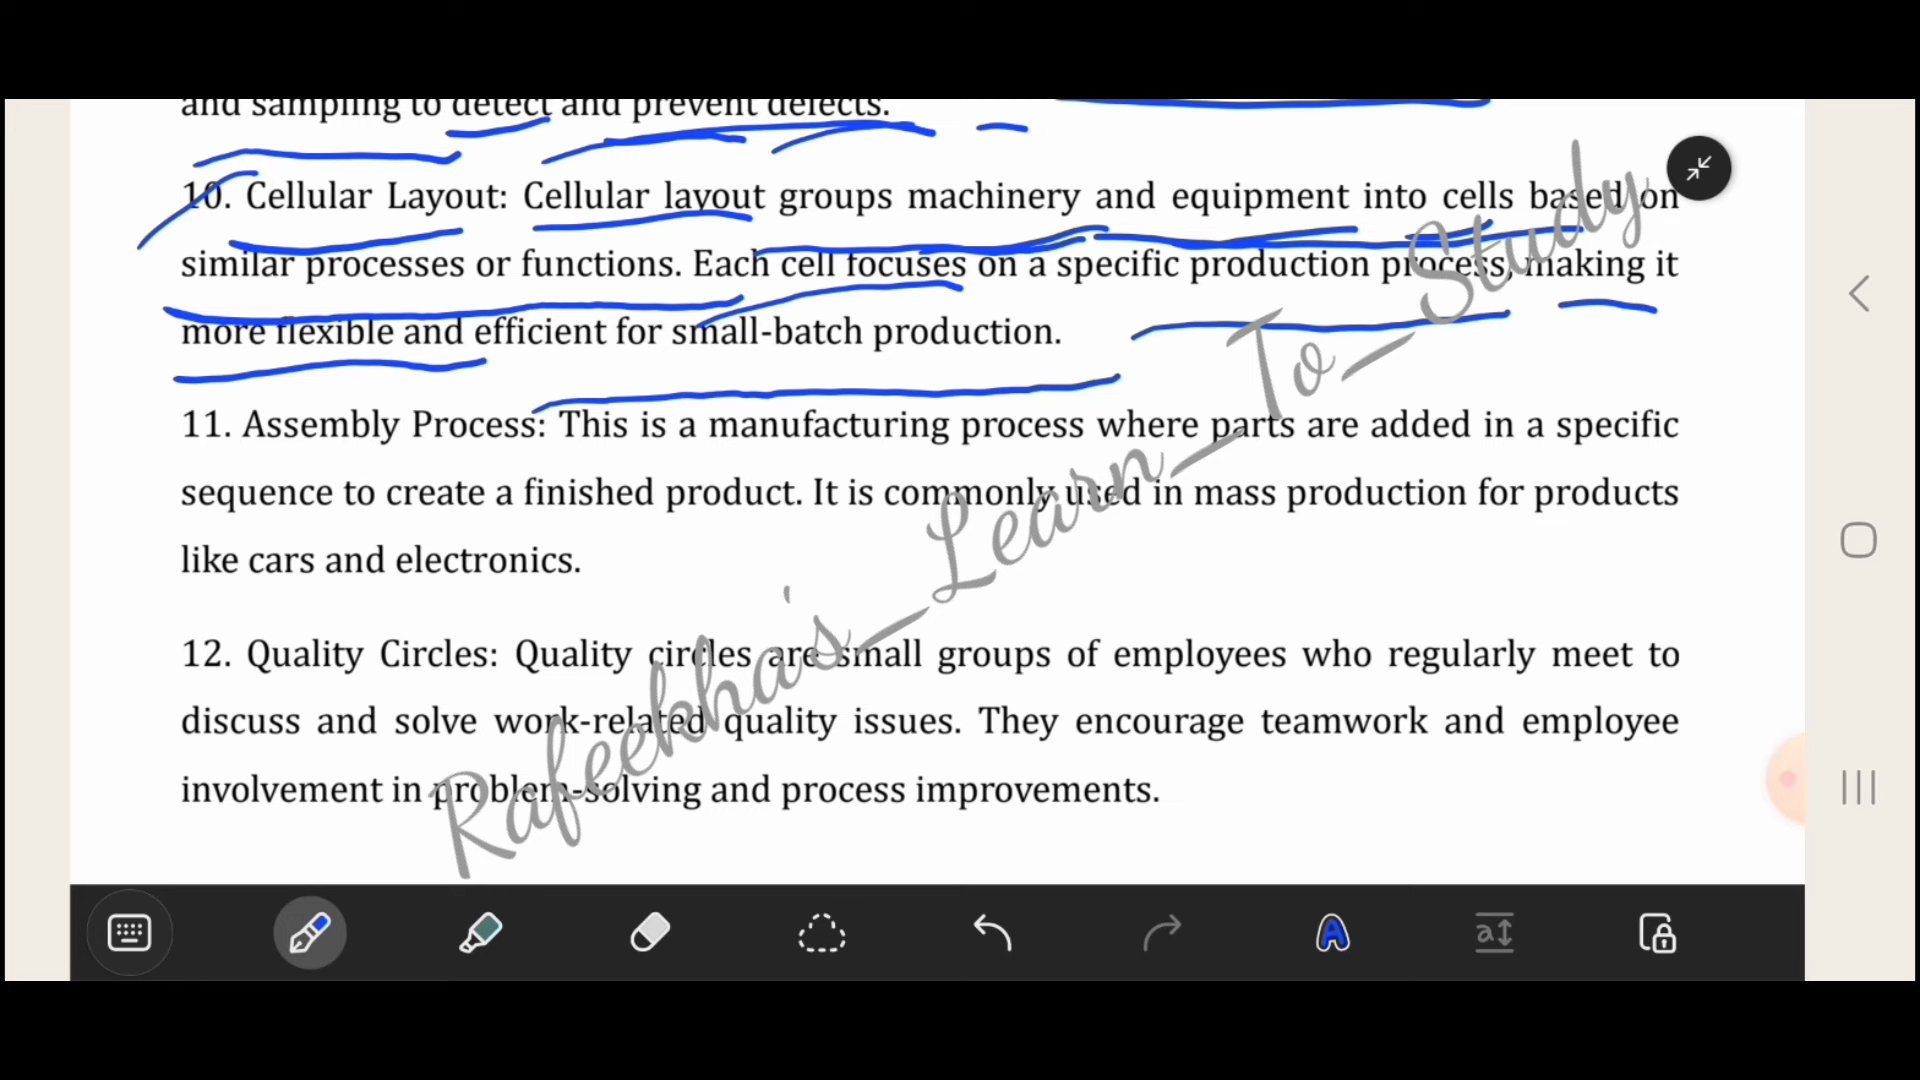 and sampling to detect and prevent defects.
10. Cellular Layout: Cellular layout groups machinery and equipment into cells based on
similar processes or functions. Each cell focuses on a specific production process, making it
more flexible and efficient for small-batch production.
11. Assembly Process: This is a manufacturing process where parts are added in a specific
sequence to create a finished product. It is commonly used in mass production for products
like cars and electronics.
12. Quality Circles: Quality circles are small groups of employees who regularly meet to
discuss and solve work-related quality issues. They encourage teamwork and employee
involvement in problem-solving and process improvements.
Rafeekha's_Learn_To_Study
A
a